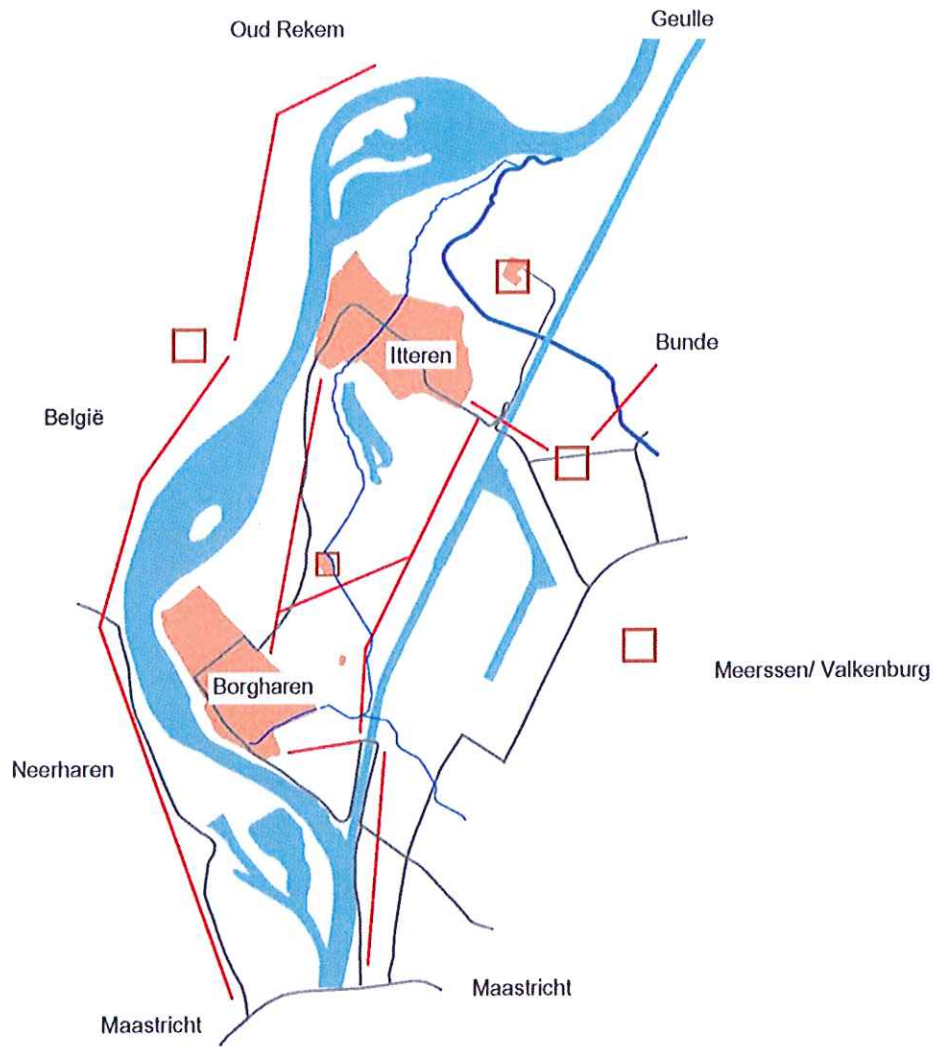 Geulle
Oud Rekem
Bunde
Itteren
België
Meerssen/ Valkenburg
Borgharen
Neerharen
Maastricht
Maastricht